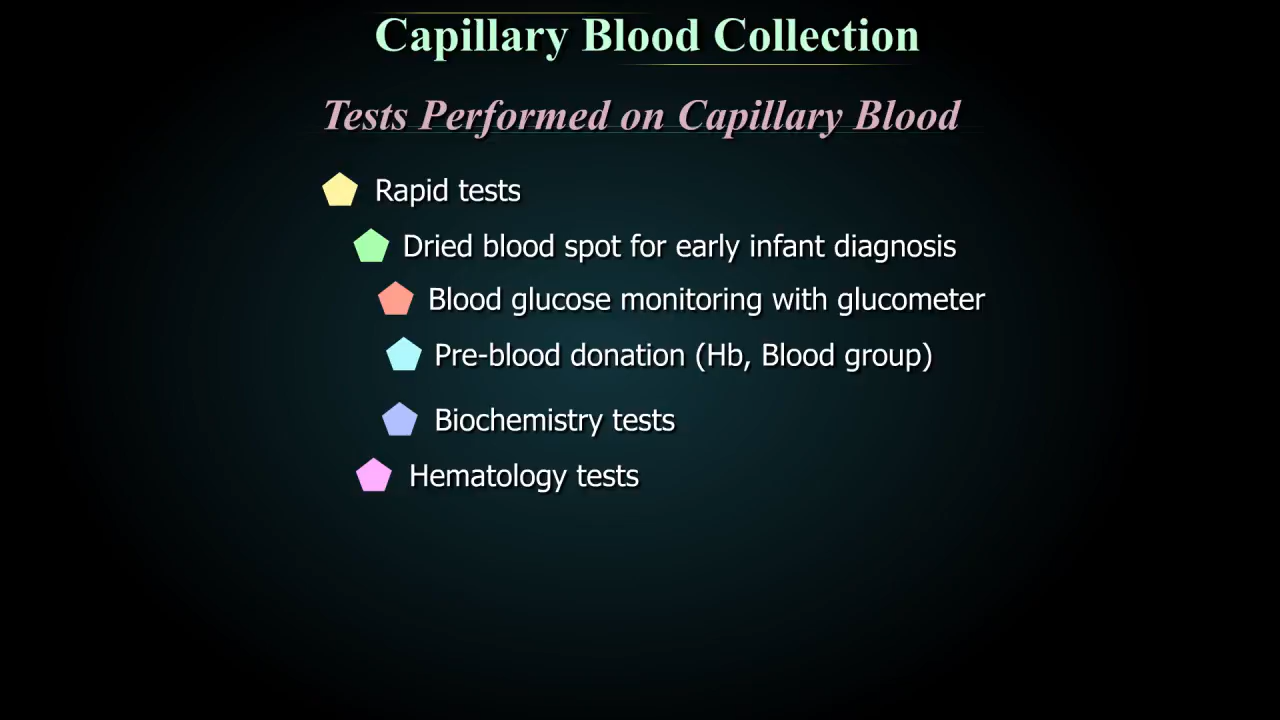 Capillary Blood Collection
Tests Performed on Capillary Blood
Rapid tests
Dried blood spot for early infant diagnosis
Blood glucose monitoring with glucometer
Pre-blood donation (Hb, Blood group)
Biochemistry tests
Hematology tests